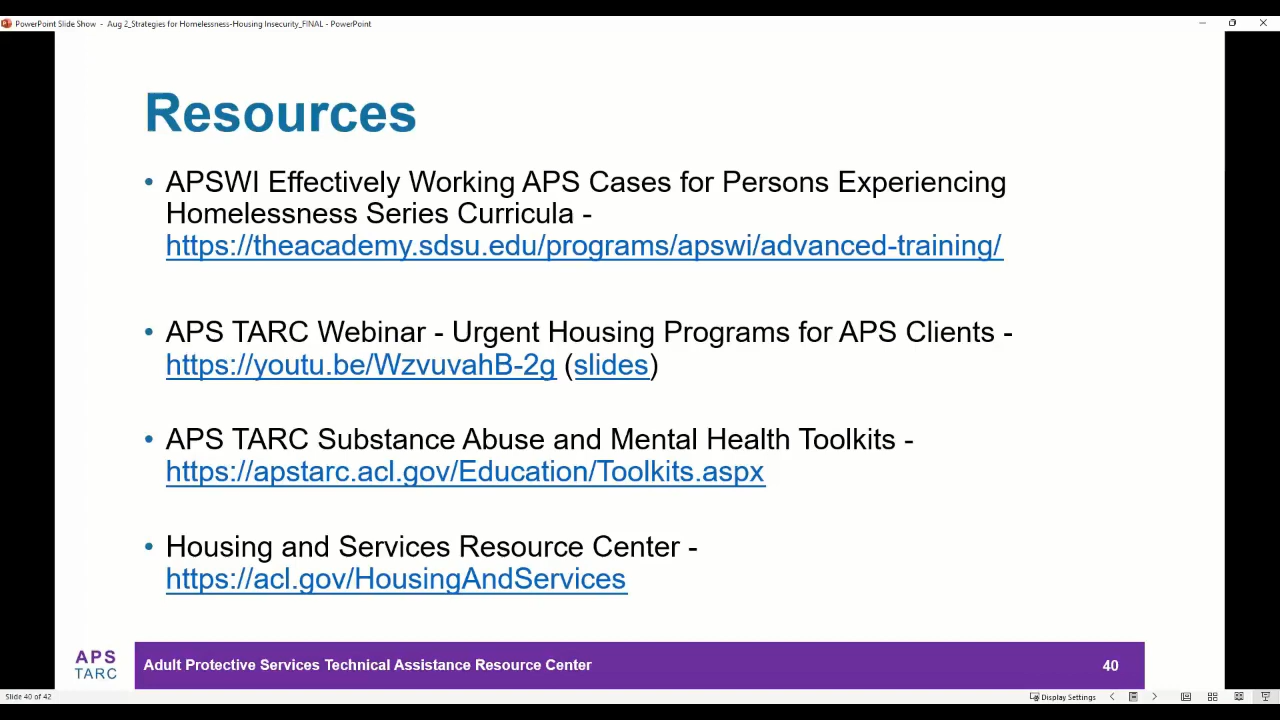 PowerPoint Slide Show - Aug 2_Strategies for Homelessness-Housing Insecurity_FINAL - PowerPoint
Resources
• APSWI Effectively Working APS Cases for Persons Experiencing
Homelessness Series Curricula -
https://theacademy.sdsu.edu/programs/apswi/advanced-training/
• APS TARC Webinar - Urgent Housing Programs for APS Clients -
https://youtu.be/WzvuvahB-2g (slides)
• APS TARC Substance Abuse and Mental Health Toolkits -
https://apstarc.acl.gov/Education/Toolkits.aspx
• Housing and Services Resource Center -
https://acl.gov/HousingAndServices
APS
TARC
Adult Protective Services Technical Assistance Resource Center
40
Slide 40 of 42
Display Settings